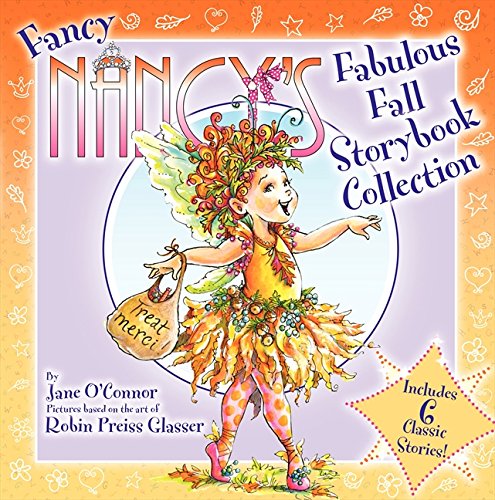 Fancy
NANCY'S
Fabulous
Fall
Storybook
Collection
Treat
merci
By
Jane O'Connor
Pictures based on the art of
Robin Preiss Glasser
Includes
6
Classic
Stories!